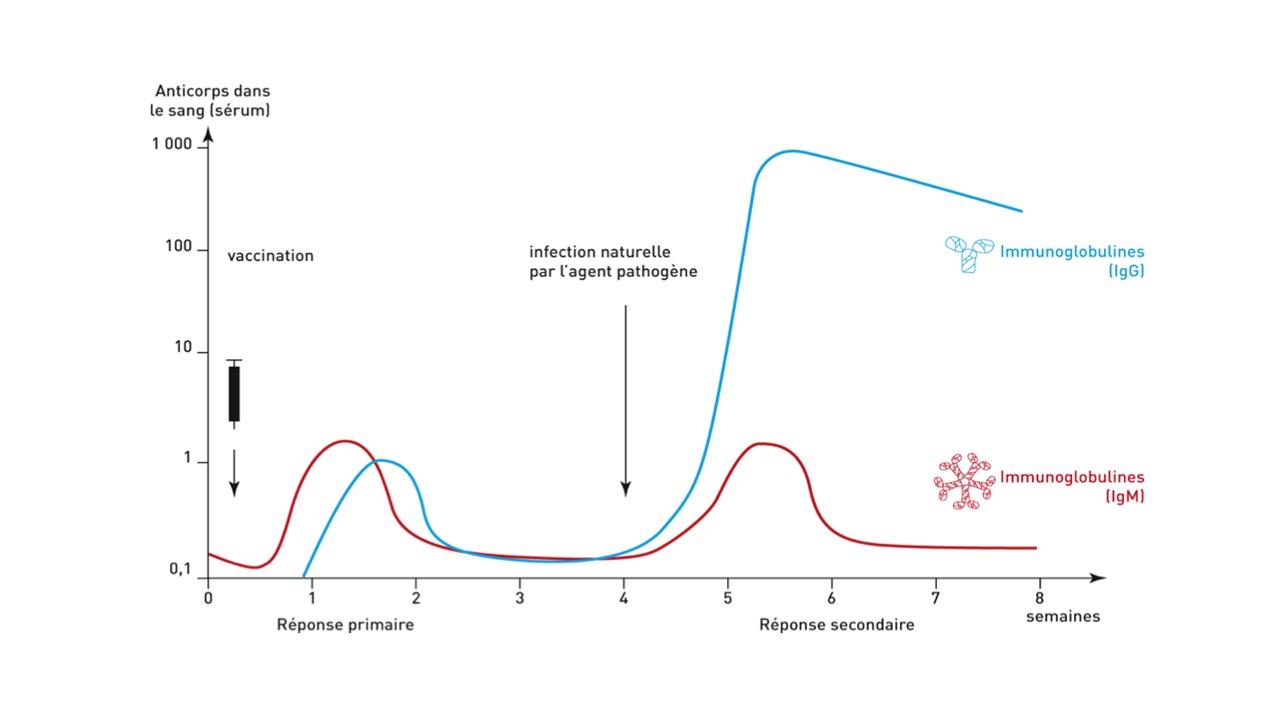 Anticorps dans
le sang (sérum)
1 000
100
10
1
0,1
vaccination
infection naturelle
par l'agent pathogène
Immunoglobulines
(IgG)
Immunoglobulines
(IgM)
0 1 2 3 4 5 6 7 8
semaines
Réponse primaire
Réponse secondaire